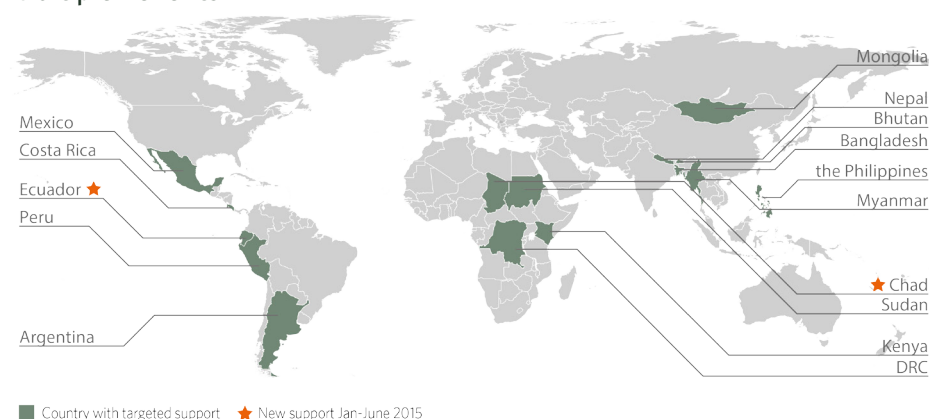 Mexico
Costa Rica
Ecuador
Peru
Argentina
Mongolia
Nepal
Bhutan
Bangladesh
the Philippines
Myanmar
Chad
Sudan
Kenya
DRC
Country with targeted support
New support Jan-June 2015